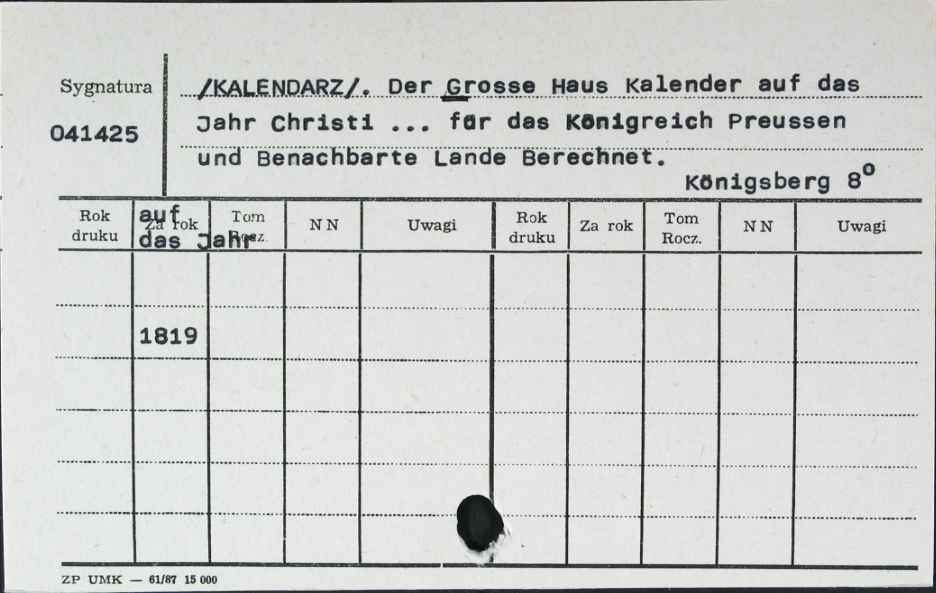 Sygnatura
041425
/KALENDARZ/. Der Grosse Haus Kalender auf das
Jahr Christi ... für das Königreich Preussen
und Benachbarte Lande Berechnet.
Königsberg 8º
Rok druku auf Za rok das Jahr Tom Rocz. NN Uwagi Rok druku Za rok Tom Rocz. NN Uwagi
1819
ZP UMK — 61/87 15 000